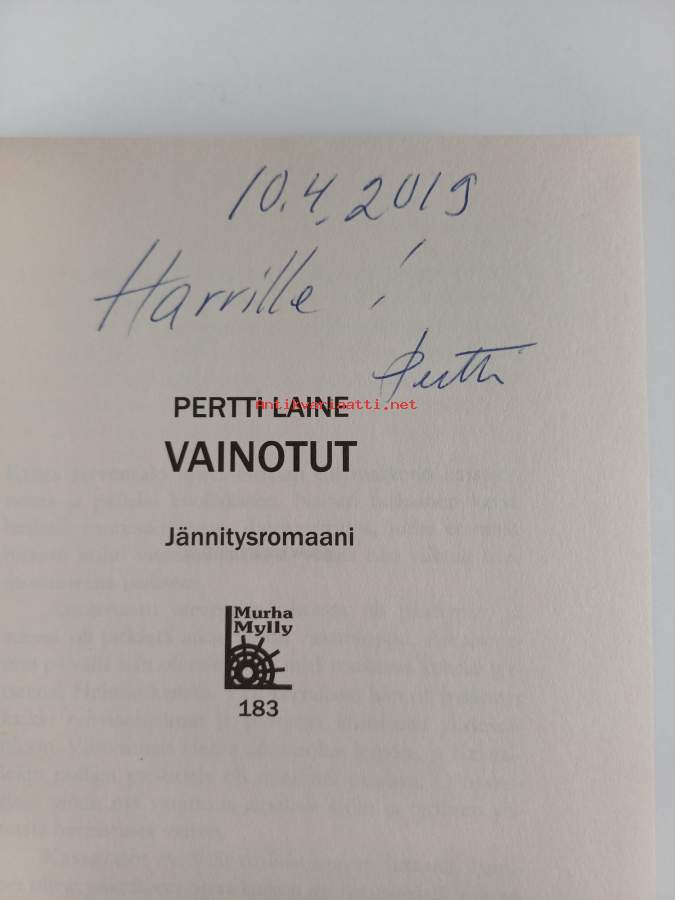 10.4.2019
Harrille!
Pertti
PERTTI LAINE
antikvariaatti.net
VAINOTUT
Jännitysromaani
Murha
Mylly
183